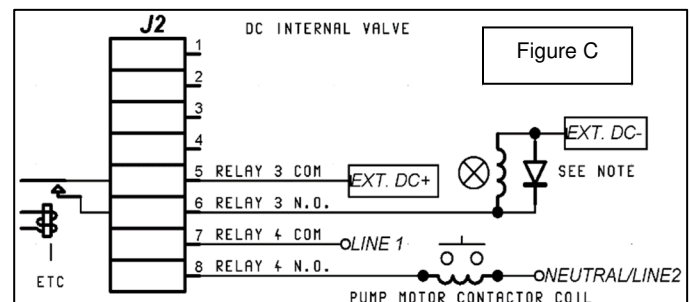 J2
DC INTERNAL VALVE
Figure C
1
2
3
4
EXT. DC-
5 RELAY 3 COM
EXT. DC+
SEE NOTE
6 RELAY 3 N.O.
7 RELAY 4 COM
LINE 1
ETC
8 RELAY 4 N.O.
NEUTRAL/LINE2
PUMP MOTOR CONTACTOR COIL